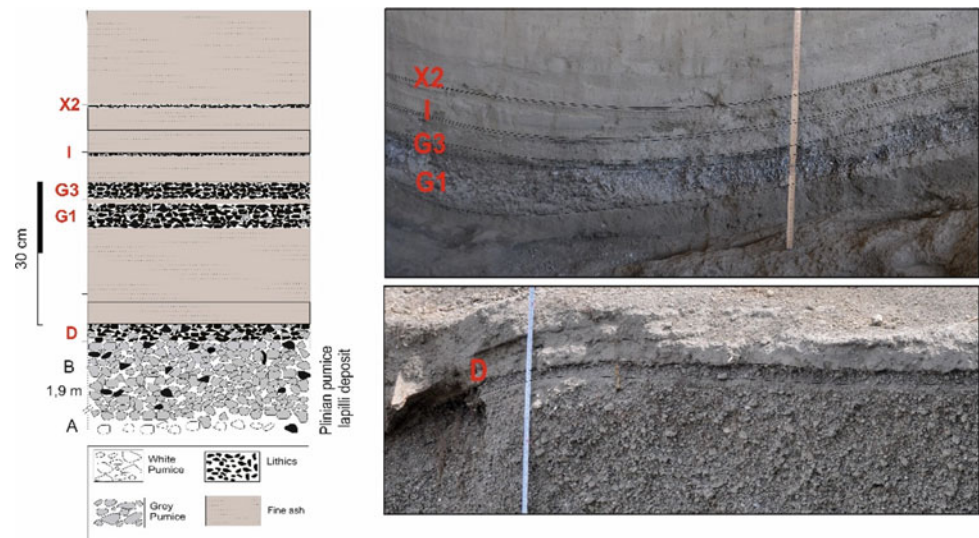 X2
I
G3
G1
30 cm
D
B
1,9 m
A
Plinian pumice
lapilli deposit
White
Pumice
Lithics
Grey
Pumice
Fine ash
X2
I
G3
G1
D